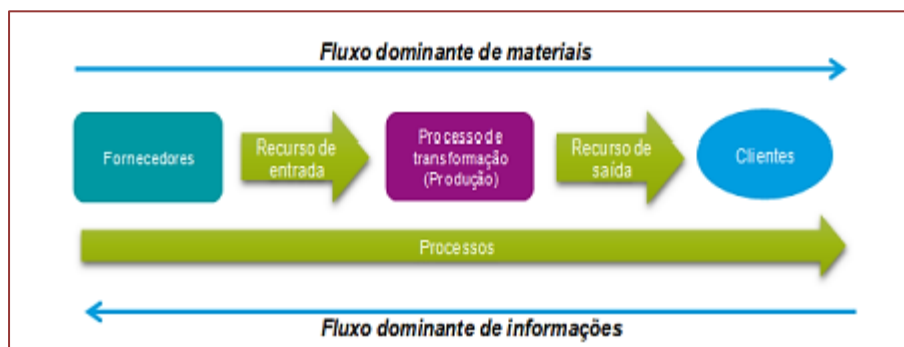 Fluxo dominante de materiais
Fornecedores
Recurso de
entrada
Processo de
transformação
(Produção)
Recurso de
saída
Clientes
Processos
Fluxo dominante de informações